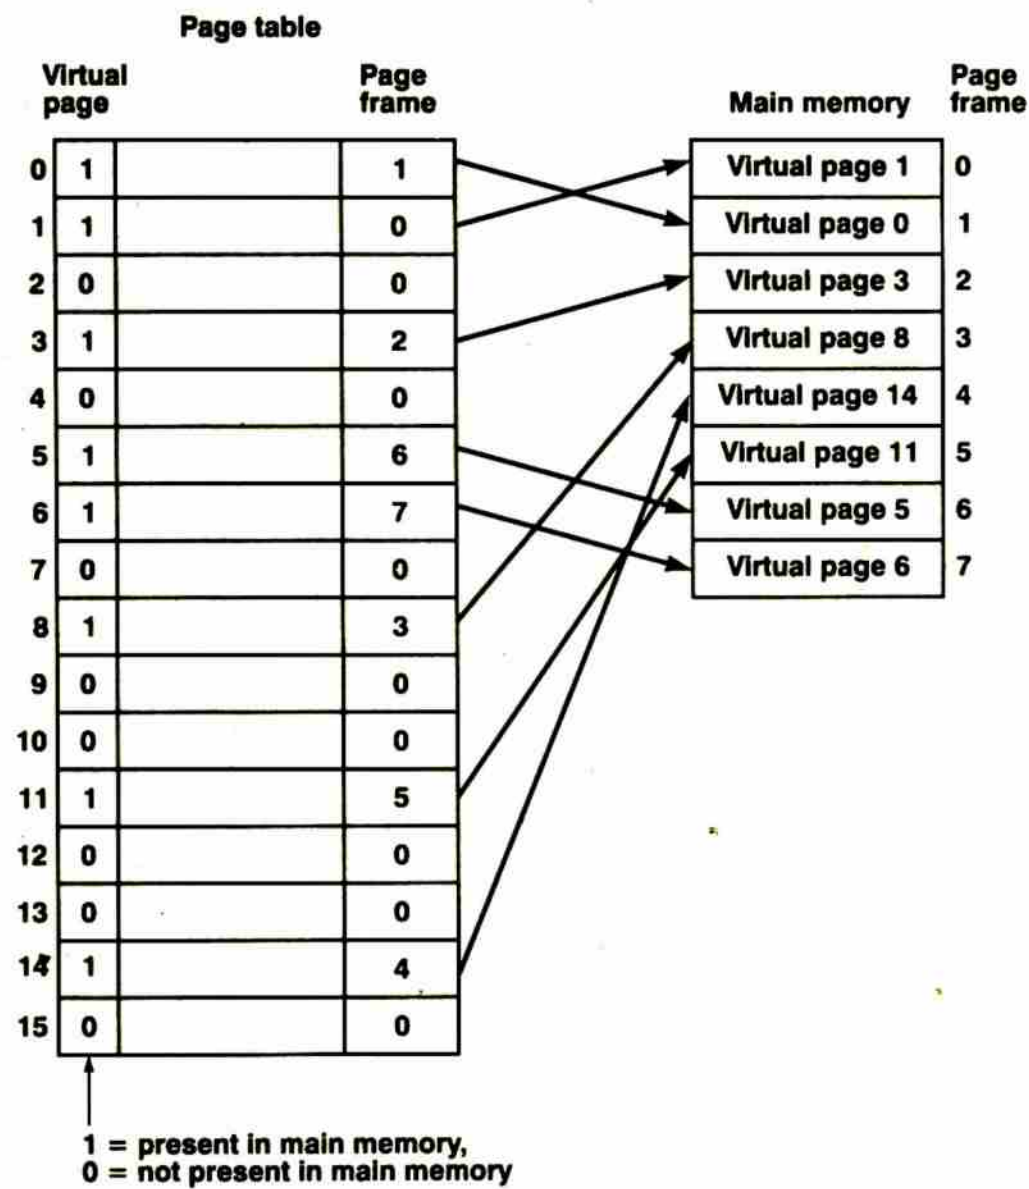 Page table
Virtual page
Page frame
Main memory
Page frame
0 1 1
1 1 0
2 0 0
3 1 2
4 0 0
5 1 6
6 1 7
7 0 0
8 1 3
9 0 0
10 0 0
11 1 5
12 0 0
13 0 0
14 1 4
15 0 0
Virtual page 1 0
Virtual page 0 1
Virtual page 3 2
Virtual page 8 3
Virtual page 14 4
Virtual page 11 5
Virtual page 5 6
Virtual page 6 7
1 = present in main memory,
0 = not present in main memory